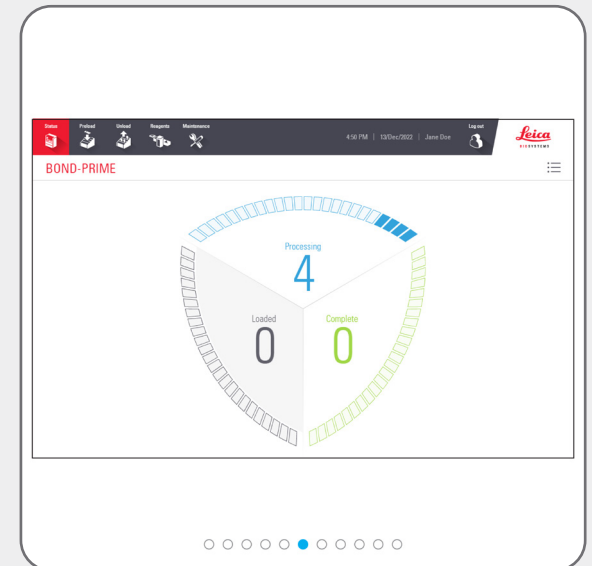 Status Preload Unload Reagents Maintenance
4:50 PM | 13/Dec/2022 | Jane Doe
Log out
Leica
BIOSYSTEMS
BOND-PRIME
Processing
4
Loaded
0
Complete
0